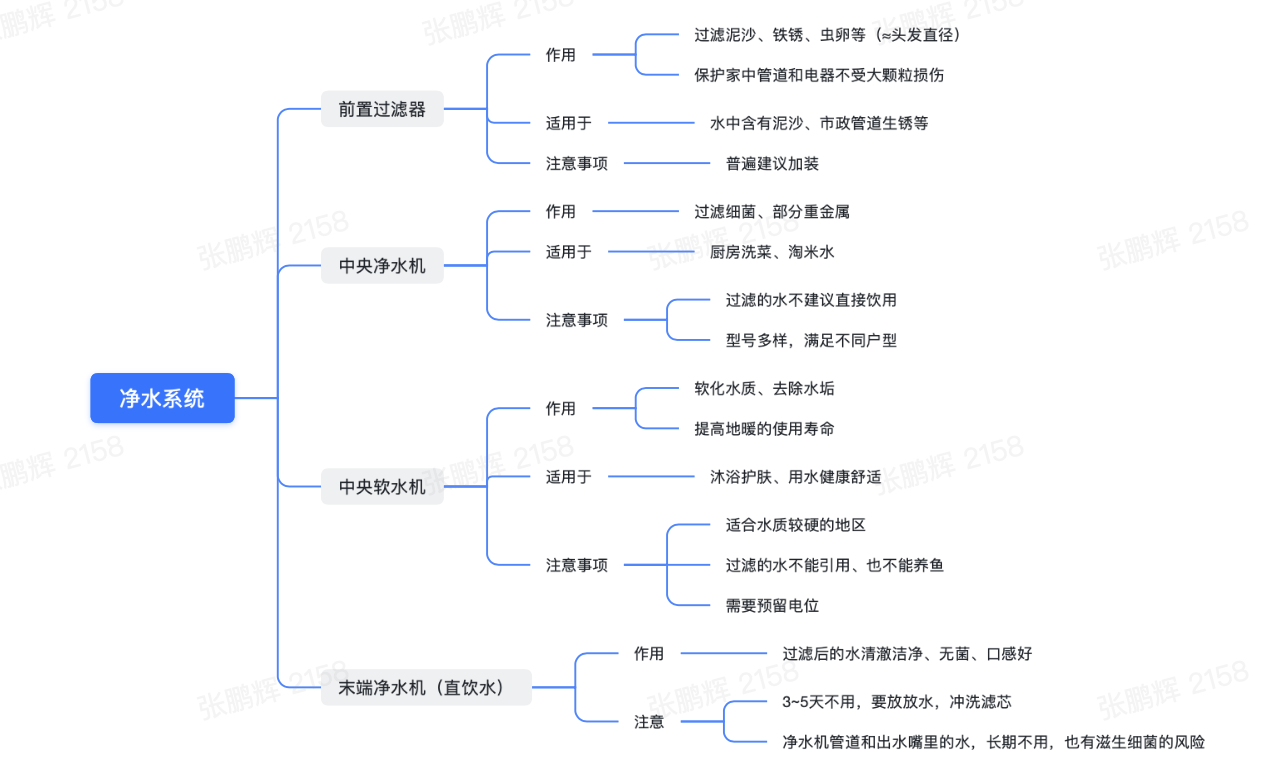 净水系统
前置过滤器
作用
过滤泥沙、铁锈、虫卵等（≈头发直径）
保护家中管道和电器不受大颗粒损伤
适用于
水中含有泥沙、市政管道生锈等
注意事项
普遍建议加装
中央净水机
作用
过滤细菌、部分重金属
适用于
厨房洗菜、淘米水
注意事项
过滤的水不建议直接饮用
型号多样，满足不同户型
中央软水机
作用
软化水质、去除水垢
提高地暖的使用寿命
适用于
沐浴护肤、用水健康舒适
注意事项
适合水质较硬的地区
过滤的水不能引用、也不能养鱼
需要预留电位
末端净水机（直饮水）
作用
过滤后的水清澈洁净、无菌、口感好
注意
3~5天不用，要放放水，冲洗滤芯
净水机管道和出水嘴里的水，长期不用，也有滋生细菌的风险
张鹏辉 2158
张鹏辉 2158
张鹏辉 2158
张鹏辉 2158
张鹏辉 2158
张鹏辉 2158
张鹏辉 2158
张鹏辉 2158
张鹏辉 2158
张鹏辉 2158
张鹏辉 2158
张鹏辉 2158